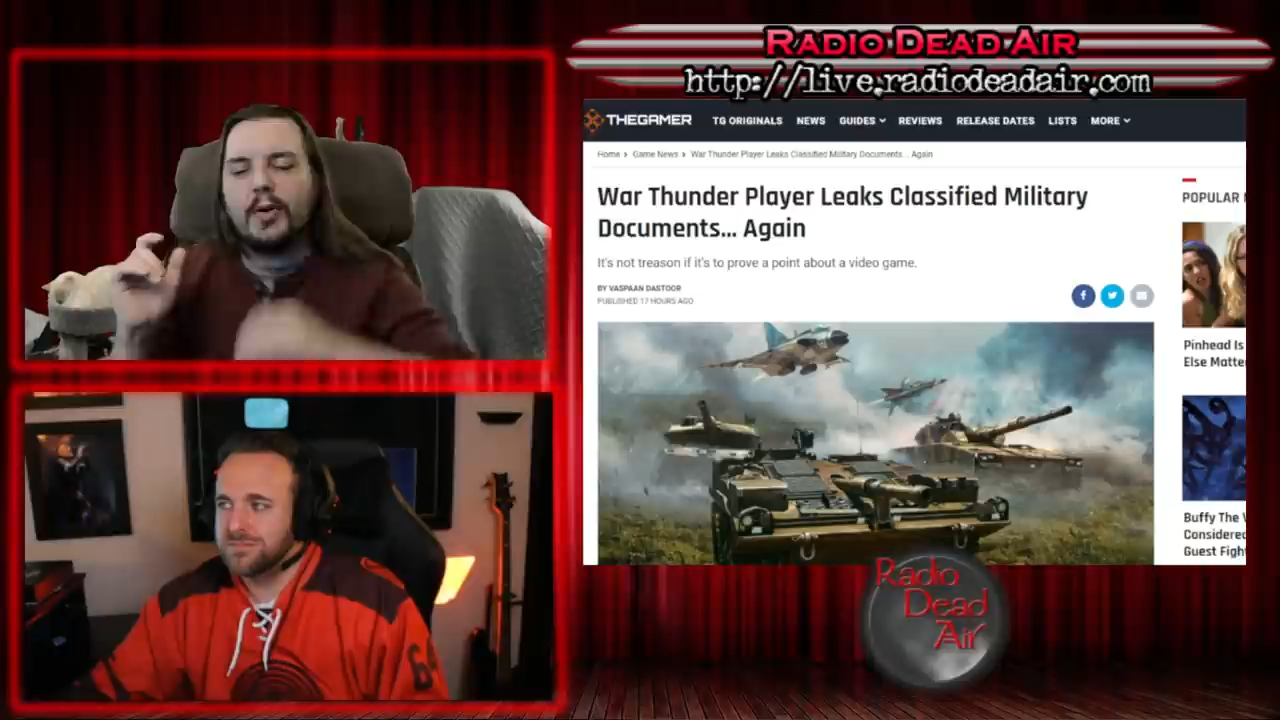 RADIO DEAD AIR
http://live.radiodeadair.com
THEGAMER
TG ORIGINALS NEWS GUIDES REVIEWS RELEASE DATES LISTS MORE
Home > Game News > War Thunder Player Leaks Classified Military Documents... Again
War Thunder Player Leaks Classified Military
Documents... Again
It's not treason if it's to prove a point about a video game.
BY VASPAAN DASTOOR
PUBLISHED 17 HOURS AGO
POPULAR
Pinhead Is
Else Matte
Buffy The
Considered
Guest Figh
Radio
Dead
Air